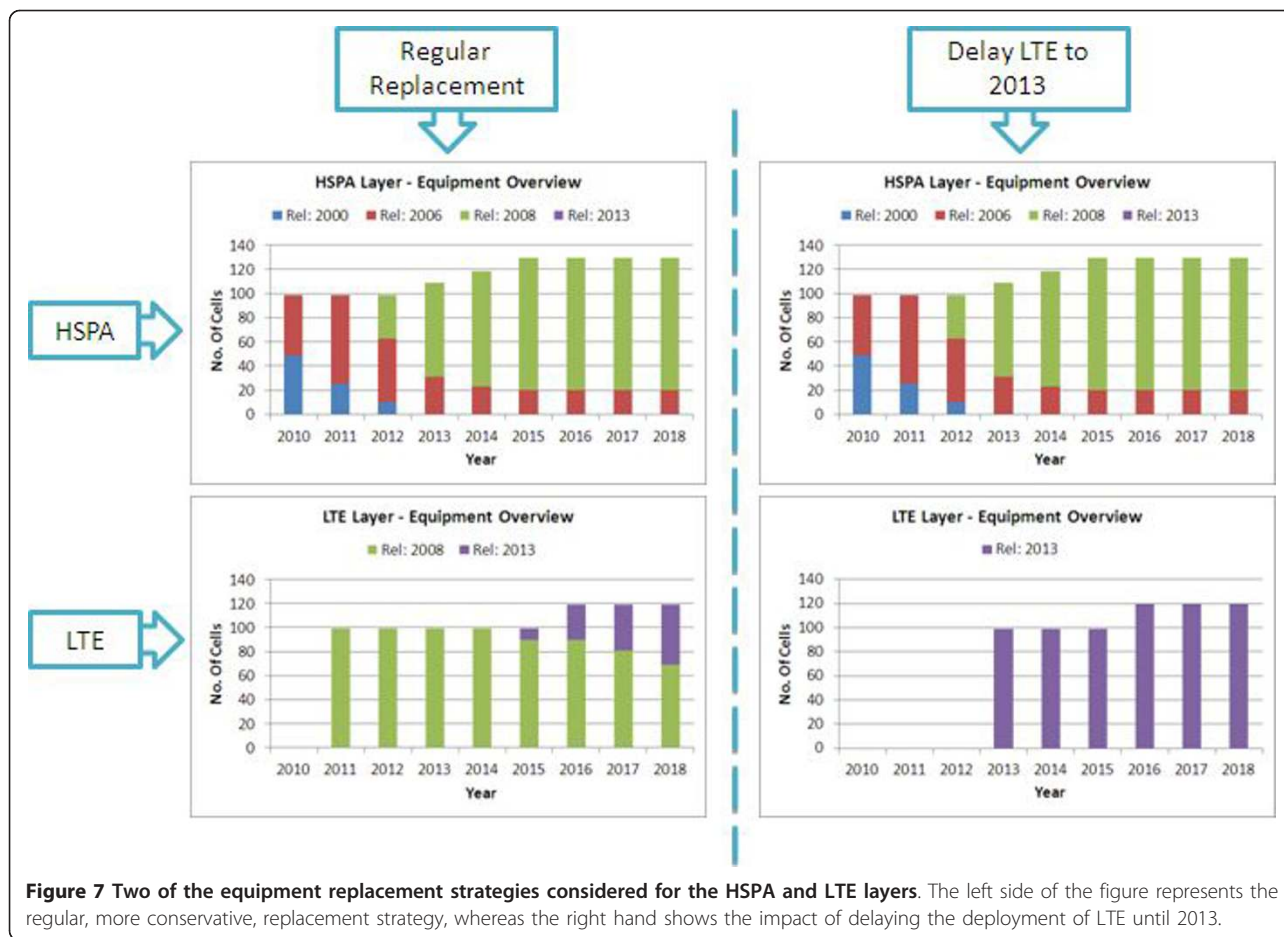 Regular
Replacement
Delay LTE to
2013
HSPA
LTE
HSPA Layer - Equipment Overview
Rel: 2000 Rel: 2006 Rel: 2008 Rel: 2013
No. Of Cells
140
120
100
80
60
40
20
0
2010 2011 2012 2013 2014 2015 2016 2017 2018
Year
HSPA Layer - Equipment Overview
Rel: 2000 Rel: 2006 Rel: 2008 Rel: 2013
No. Of Cells
140
120
100
80
60
40
20
0
2010 2011 2012 2013 2014 2015 2016 2017 2018
Year
LTE Layer - Equipment Overview
Rel: 2008 Rel: 2013
No. Of Cells
140
120
100
80
60
40
20
0
2010 2011 2012 2013 2014 2015 2016 2017 2018
Year
LTE Layer - Equipment Overview
Rel: 2013
No. Of Cells
140
120
100
80
60
40
20
0
2010 2011 2012 2013 2014 2015 2016 2017 2018
Year
Figure 7 Two of the equipment replacement strategies considered for the HSPA and LTE layers. The left side of the figure represents the
regular, more conservative, replacement strategy, whereas the right hand shows the impact of delaying the deployment of LTE until 2013.